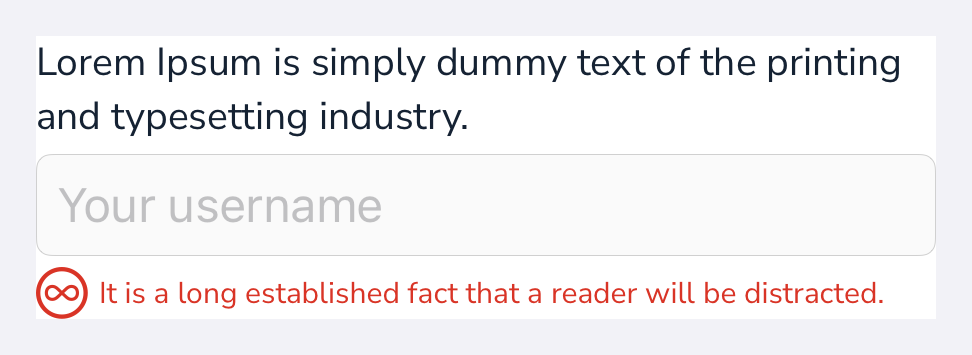 Lorem Ipsum is simply dummy text of the printing
and typesetting industry.
Your username
It is a long established fact that a reader will be distracted.